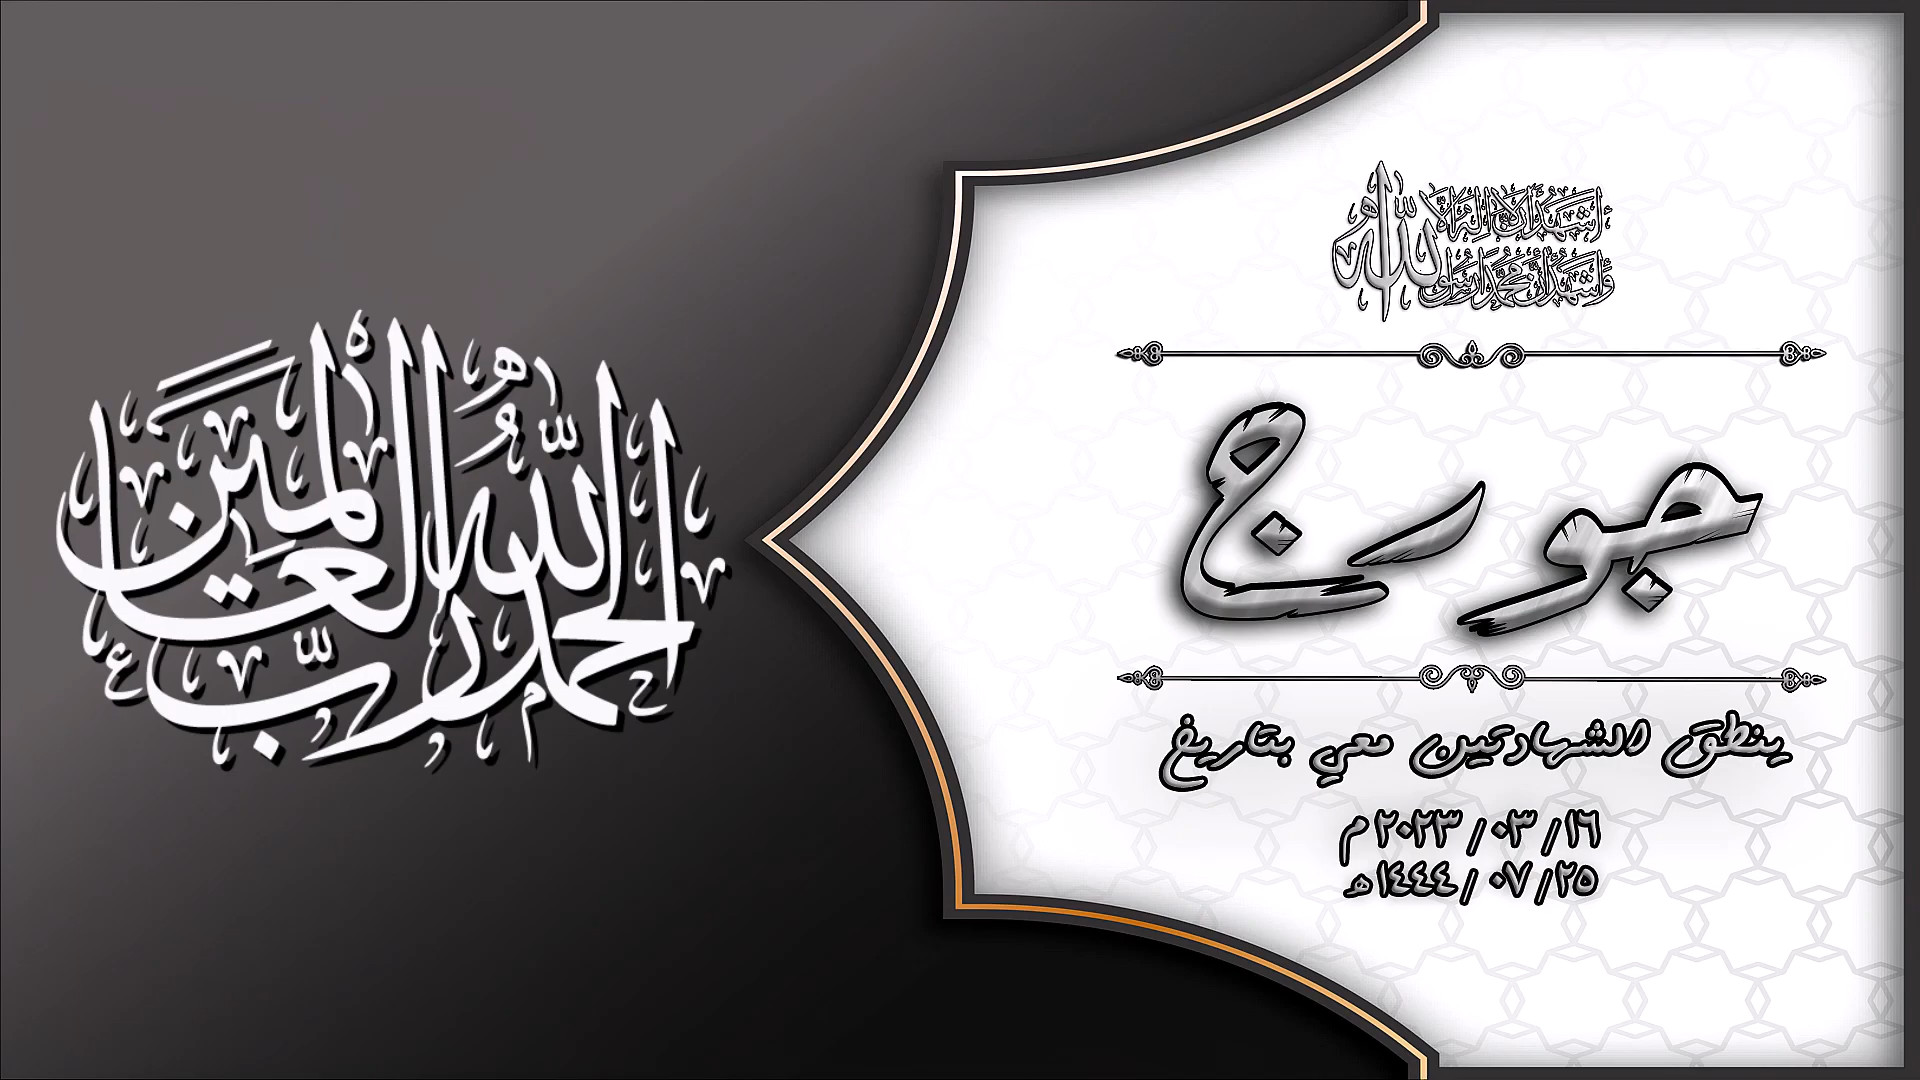 الحمد لله رب العالمين
أشهد أن لا إله إلا الله
وأشهد أن محمدا رسول الله
جورج
ينطق الشهادتين معي بتاريخ
١٦/ ٠٣/ ٢٠٢٣م
٢٥/ ٠٧/ ١٤٤٤ه